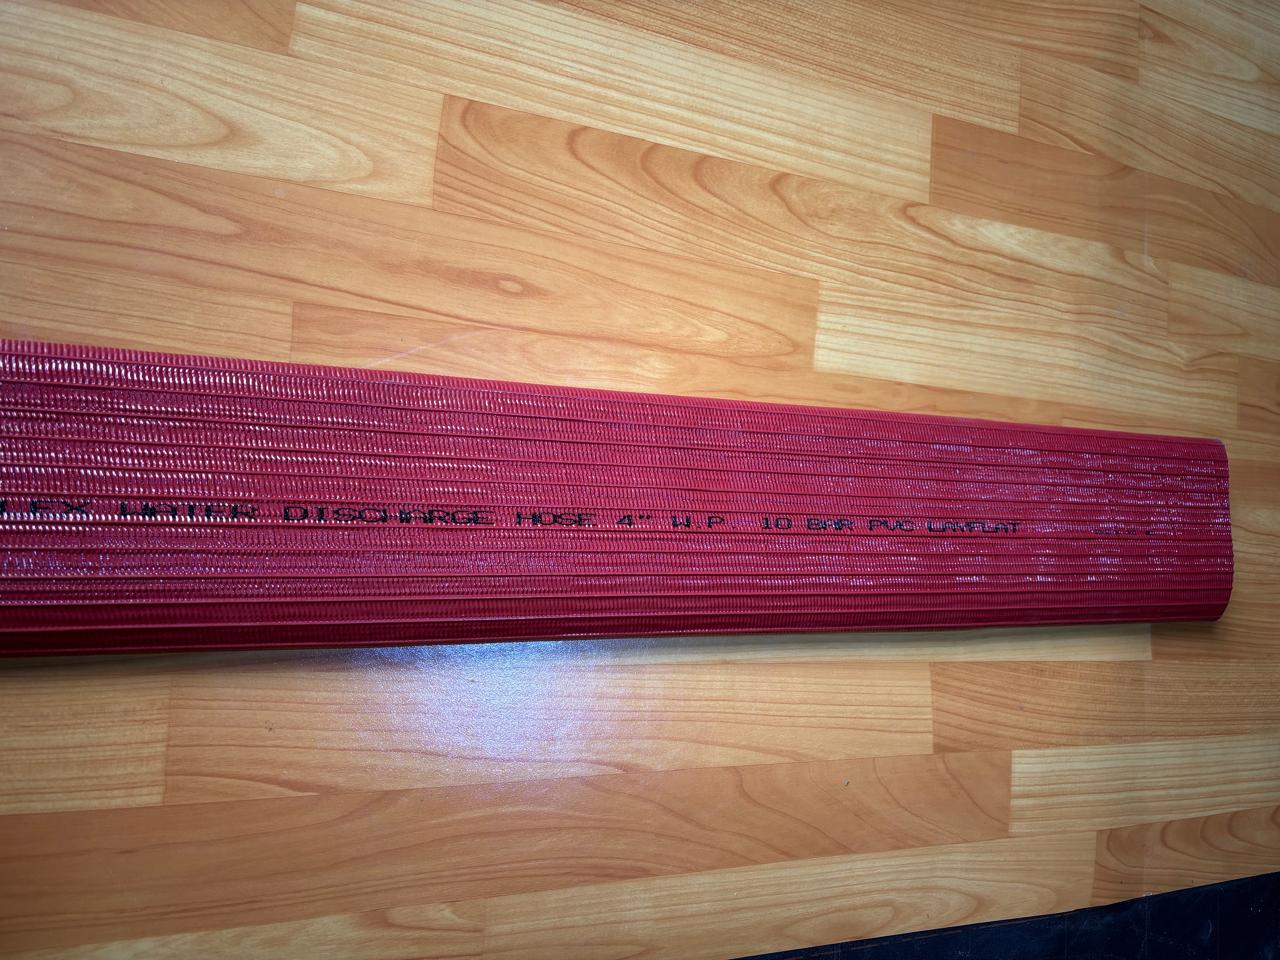 WATER DISCHARGE HOSE 4" W.P. 10 BAR PVC LAYFLAT